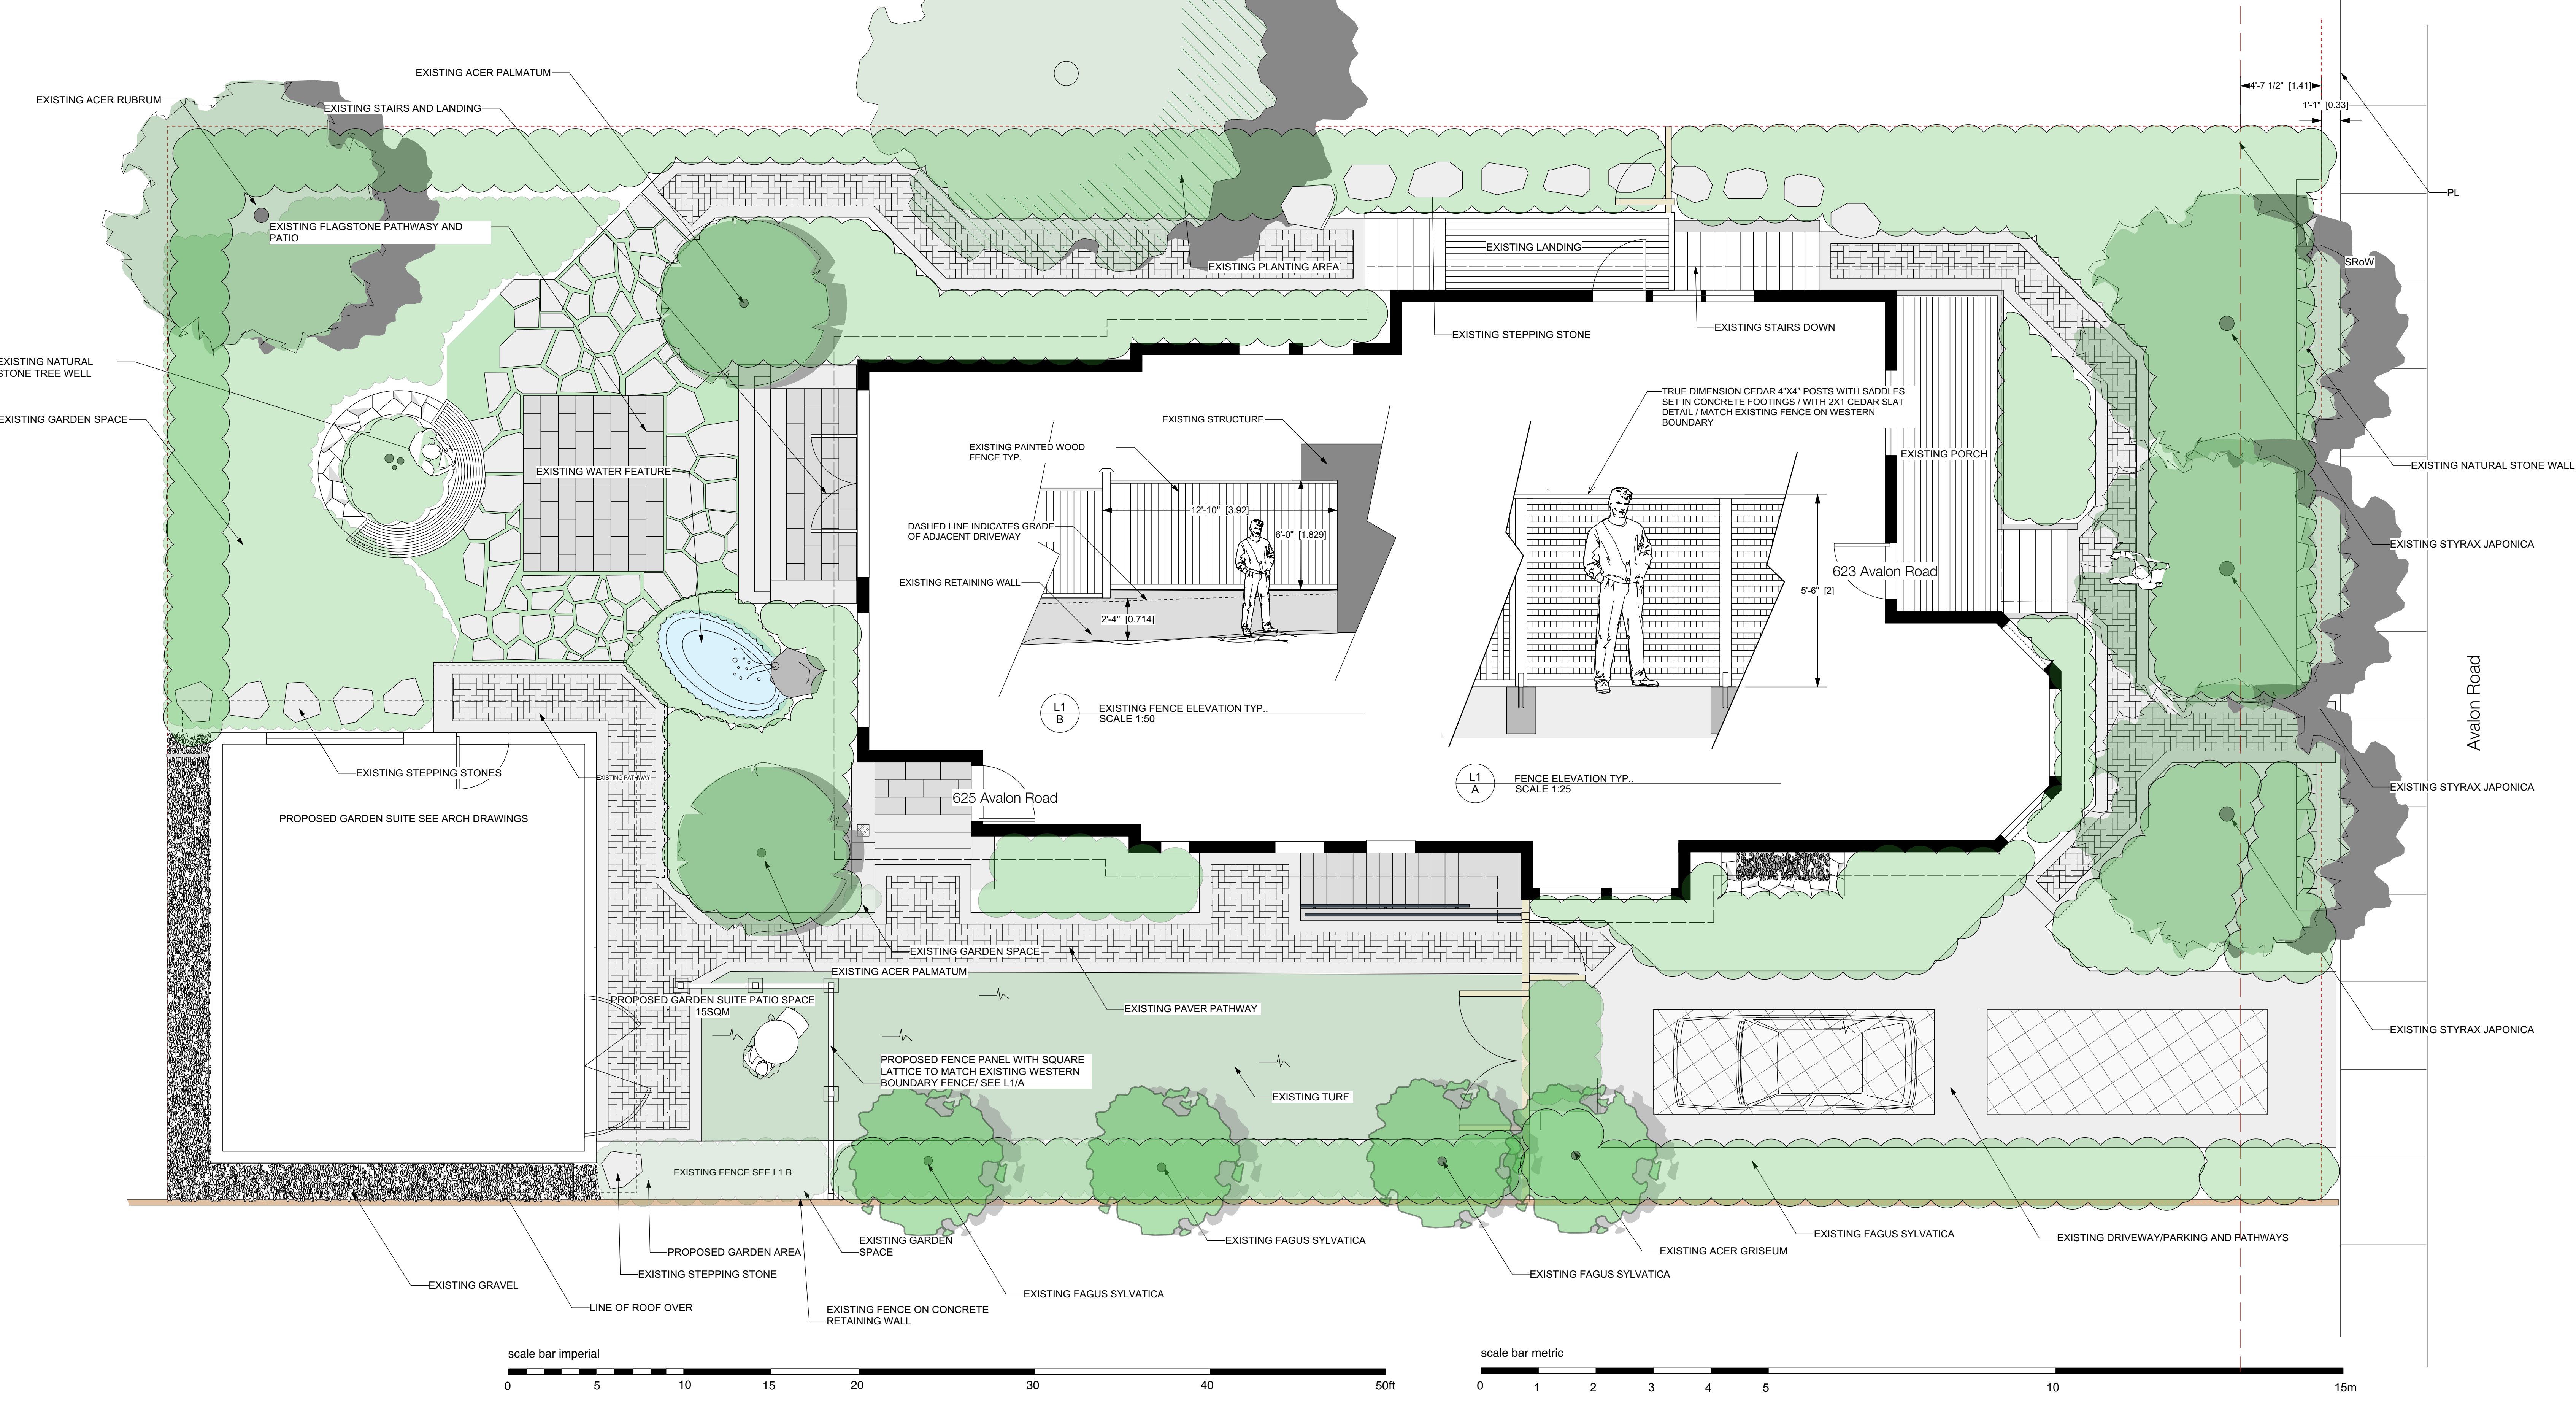 EXISTING ACER PALMATUM
EXISTING ACER RUBRUM
EXISTING STAIRS AND LANDING
4'-7 1/2" [1.41]
1'-1" [0.33]
PL
EXISTING FLAGSTONE PATHWASY AND
PATIO
EXISTING LANDING
EXISTING PLANTING AREA
SRoW
EXISTING STAIRS DOWN
EXISTING STEPPING STONE
EXISTING NATURAL
STONE TREE WELL
EXISTING GARDEN SPACE
EXISTING STRUCTURE
TRUE DIMENSION CEDAR 4"X4" POSTS WITH SADDLES
SET IN CONCRETE FOOTINGS / WITH 2X1 CEDAR SLAT
DETAIL / MATCH EXISTING FENCE ON WESTERN
BOUNDARY
EXISTING PAINTED WOOD
FENCE TYP.
EXISTING PORCH
EXISTING NATURAL STONE WALL
EXISTING WATER FEATURE
12'-10" [3.92]
DASHED LINE INDICATES GRADE
OF ADJACENT DRIVEWAY
6'-0" [1.829]
EXISTING STYRAX JAPONICA
623 Avalon Road
EXISTING RETAINING WALL
5'-6" [2]
2'-4" [0.714]
Avalon Road
L1
B
EXISTING FENCE ELEVATION TYP..
SCALE 1:50
EXISTING STEPPING STONES
EXISTING PATHWAY
L1
A
FENCE ELEVATION TYP..
SCALE 1:25
EXISTING STYRAX JAPONICA
625 Avalon Road
PROPOSED GARDEN SUITE SEE ARCH DRAWINGS
EXISTING GARDEN SPACE
EXISTING ACER PALMATUM
PROPOSED GARDEN SUITE PATIO SPACE
15SQM
EXISTING PAVER PATHWAY
EXISTING STYRAX JAPONICA
PROPOSED FENCE PANEL WITH SQUARE
LATTICE TO MATCH EXISTING WESTERN
BOUNDARY FENCE/ SEE L1/A
EXISTING TURF
EXISTING FENCE SEE L1 B
EXISTING GARDEN
SPACE
EXISTING FAGUS SYLVATICA
EXISTING FAGUS SYLVATICA
EXISTING DRIVEWAY/PARKING AND PATHWAYS
PROPOSED GARDEN AREA
EXISTING ACER GRISEUM
EXISTING STEPPING STONE
EXISTING FAGUS SYLVATICA
EXISTING GRAVEL
EXISTING FAGUS SYLVATICA
LINE OF ROOF OVER
EXISTING FENCE ON CONCRETE
RETAINING WALL
scale bar imperial
0 5 10 15 20 30 40 50ft
scale bar metric
0 1 2 3 4 5 10 15m